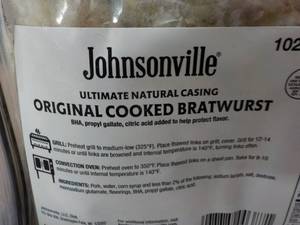 102
Johnsonville®
ULTIMATE NATURAL CASING
ORIGINAL COOKED BRATWURST
BHA, propyl gallate, citric acid added to help protect flavor.
GRILL: Preheat grill to medium-low (325°F). Place thawed links on grill, cover. Grill for 12-14
minutes or until links are browned and internal temperature is 140°F, turning links often.
CONVECTION OVEN: Preheat oven to 350°F. Place thawed links on a sheet pan. Bake for
minutes or until internal temperature is 140°F.
INGREDIENTS: Pork, water, corn syrup and less than 2% of the following: sodium lactate, salt, dextrose,
monosodium glutamate, flavorings, BHA, propyl gallate, citric acid.